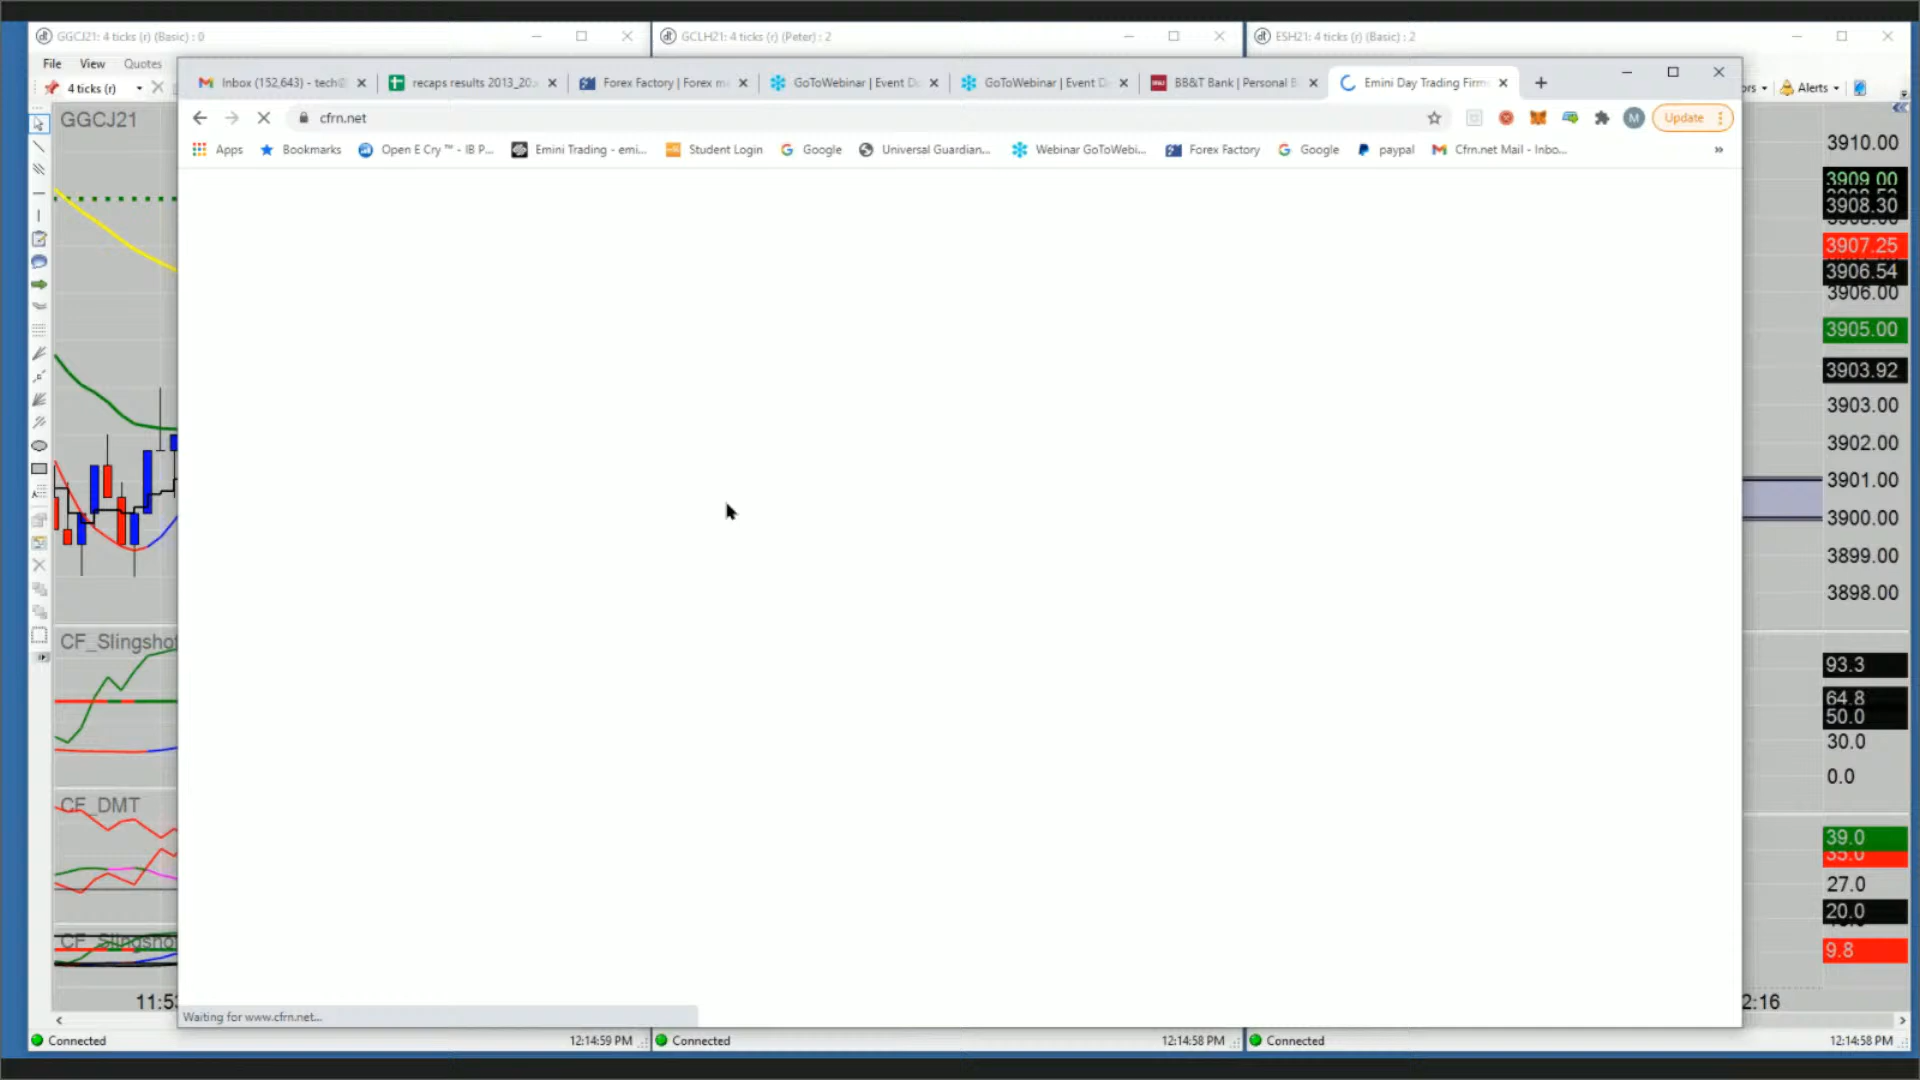 GGCJ21: 4 ticks (r) (Basic) : 0
GCLH21: 4 ticks (r) (Peter) : 2
ESH21: 4 ticks (r) (Basic) : 2
File View Quotes
4 ticks (r)
Alerts
Inbox (152,643) - tech@
recaps results 2013_20
Forex Factory | Forex m
GoToWebinar | Event D
GoToWebinar | Event D
BB&T Bank | Personal B
Emini Day Trading Firm
cfrn.net
Update
M
Apps
Bookmarks
Open E Cry ™ - IB P...
Emini Trading - emi...
Student Login
Google
Universal Guardian...
Webinar GoToWebi...
Forex Factory
Google
paypal
Cfrn.net Mail - Inbo...
»
GGCJ21
3910.00
3909.00
3908.30
3907.25
3906.54
3906.00
3905.00
3903.92
3903.00
3902.00
3901.00
3900.00
3899.00
3898.00
CF_Slingshot
93.3
64.8
50.0
30.0
0.0
CF_DMT
39.0
35.0
27.0
20.0
CF_Slingsho
9.8
11:5
2:16
Waiting for www.cfrn.net...
Connected
12:14:59 PM
Connected
12:14:58 PM
Connected
12:14:58 PM